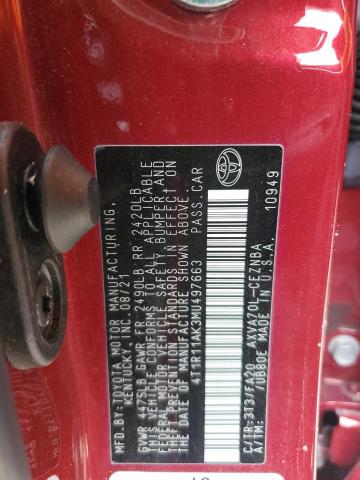 MFD.BY:TOYOTA MOTOR MANUFACTURING,
KENTUCKY, INC. 08/21
GVWR 4875LB GAWR FR 2490LB RR 2420LB
THIS VEHICLE CONFORMS TO ALL APPLICABLE
FEDERAL MOTOR VEHICLE SAFETY, BUMPER AND
THEFT PREVENTION STANDARDS IN EFFECT ON
THE DATE OF MANUFACTURE SHOWN ABOVE.
4T1R11AK3MU497663 PASS.CAR
C/TR: 3T3/FA20 AXVA70L-CEZNBA
A/TM: /UB80E MADE IN U.S.A.
10949